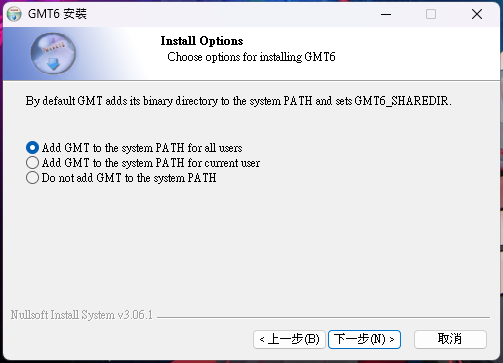 GMT6 安裝
Install Options
Choose options for installing GMT6
By default GMT adds its binary directory to the system PATH and sets GMT6_SHAREDIR.
Add GMT to the system PATH for all users
Add GMT to the system PATH for current user
Do not add GMT to the system PATH
Nullsoft Install System v3.06.1
< 上一步(B)
下一步(N) >
取消